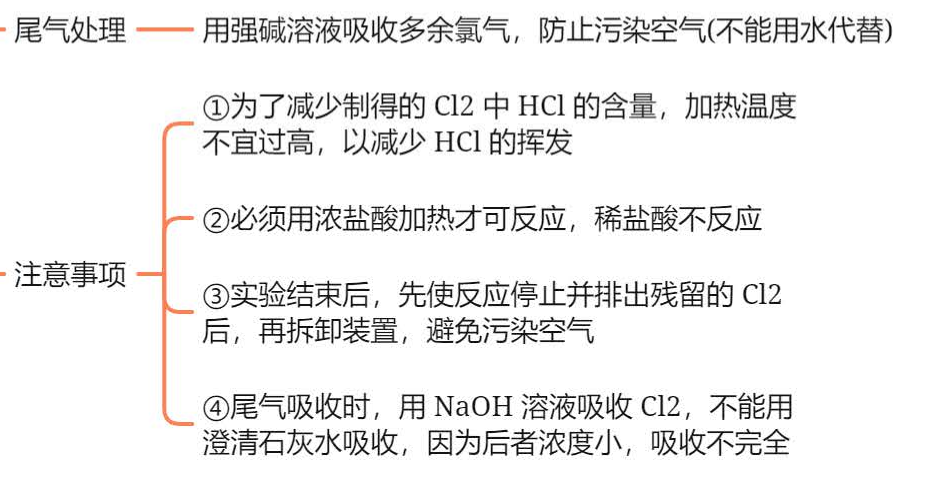 尾气处理
用强碱溶液吸收多余氯气，防止污染空气(不能用水代替)
①为了减少制得的 Cl2 中 HCl 的含量，加热温度
不宜过高，以减少 HCl 的挥发
②必须用浓盐酸加热才可反应，稀盐酸不反应
注意事项
③实验结束后，先使反应停止并排出残留的 Cl2
后，再拆卸装置，避免污染空气
④尾气吸收时，用 NaOH 溶液吸收 Cl2，不能用
澄清石灰水吸收，因为后者浓度小，吸收不完全